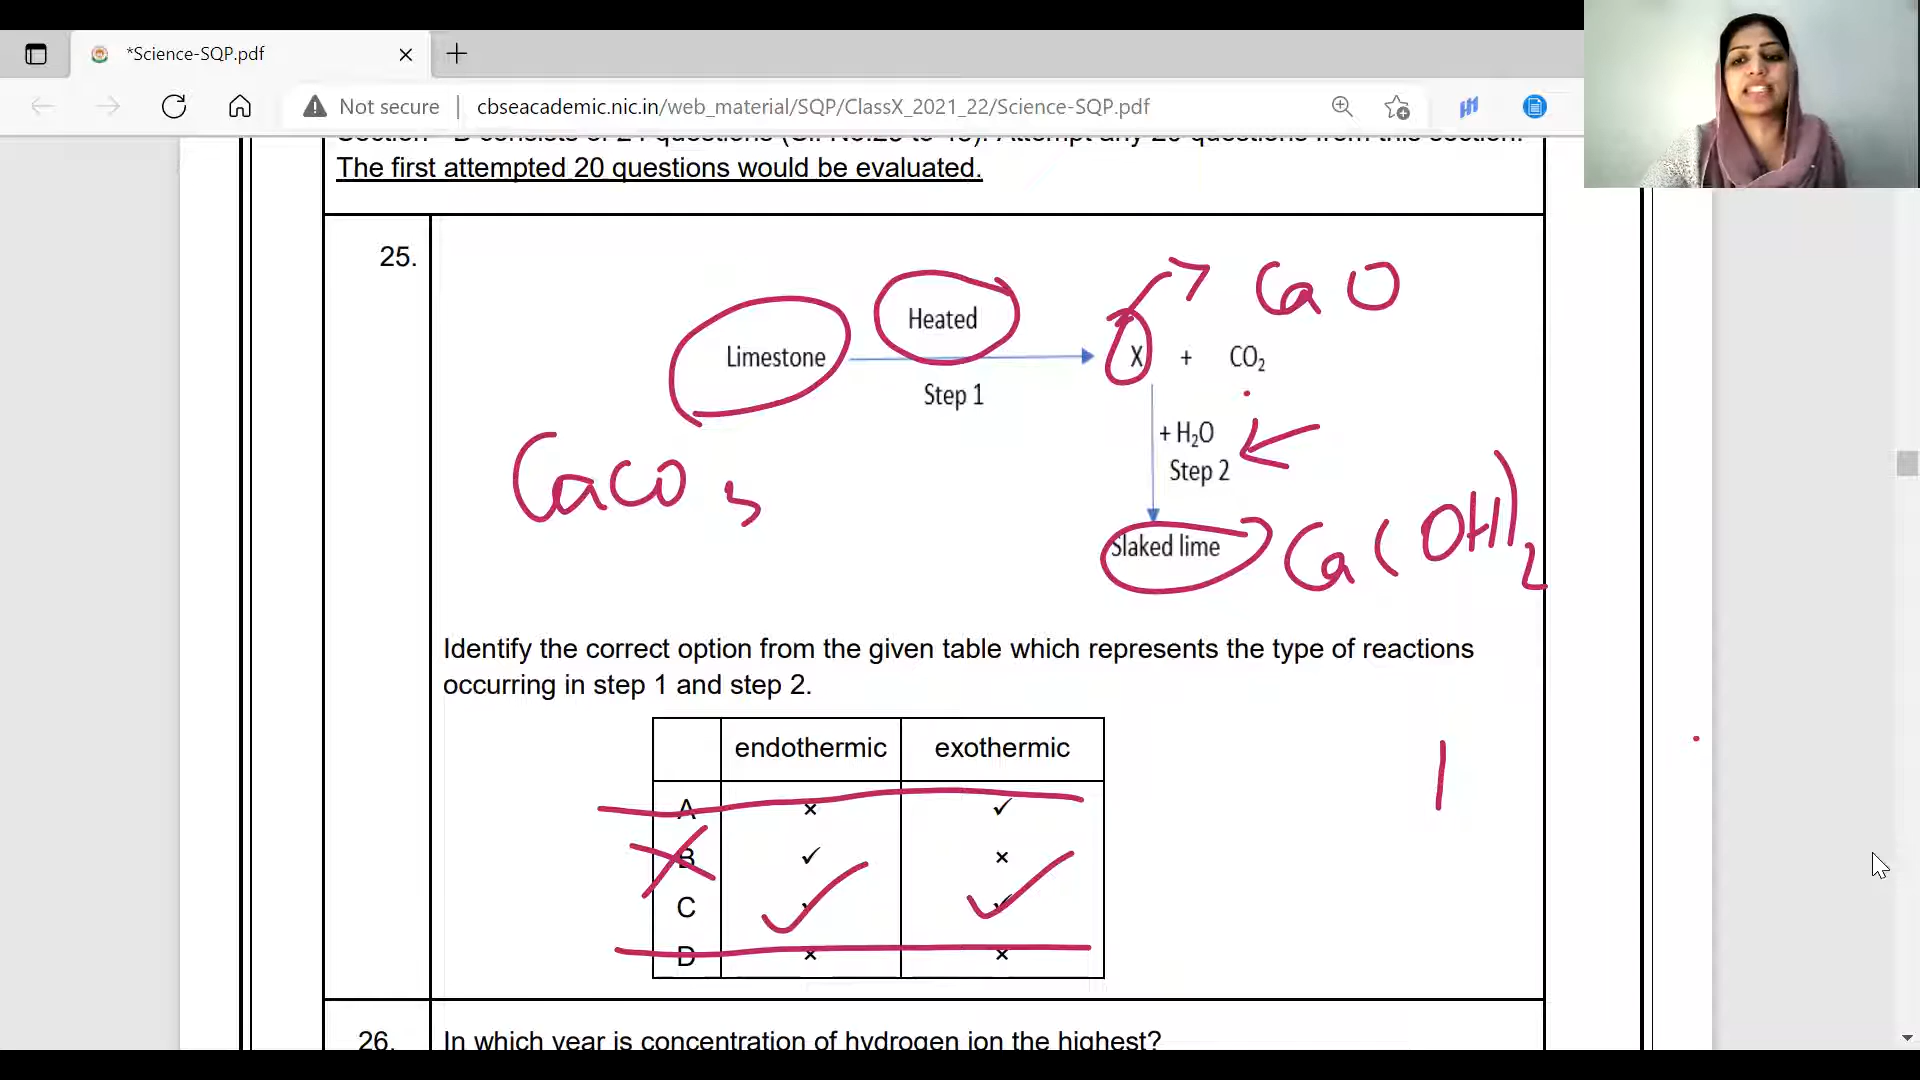 *Science-SQP.pdf
Not secure | cbseacademic.nic.in/web_material/SQP/ClassX_2021_22/Science-SQP.pdf
The first attempted 20 questions would be evaluated.
25.
Heated
CaO
Limestone
X + CO₂
Step 1
+ H₂O
Step 2
CaCO3
Slaked lime
Ca(OH)2
Identify the correct option from the given table which represents the type of reactions
occurring in step 1 and step 2.
endothermic exothermic
A × ✓
B ✓ ×
C ✓ ✓
D × ×
26. In which year is concentration of hydrogen ion the highest?